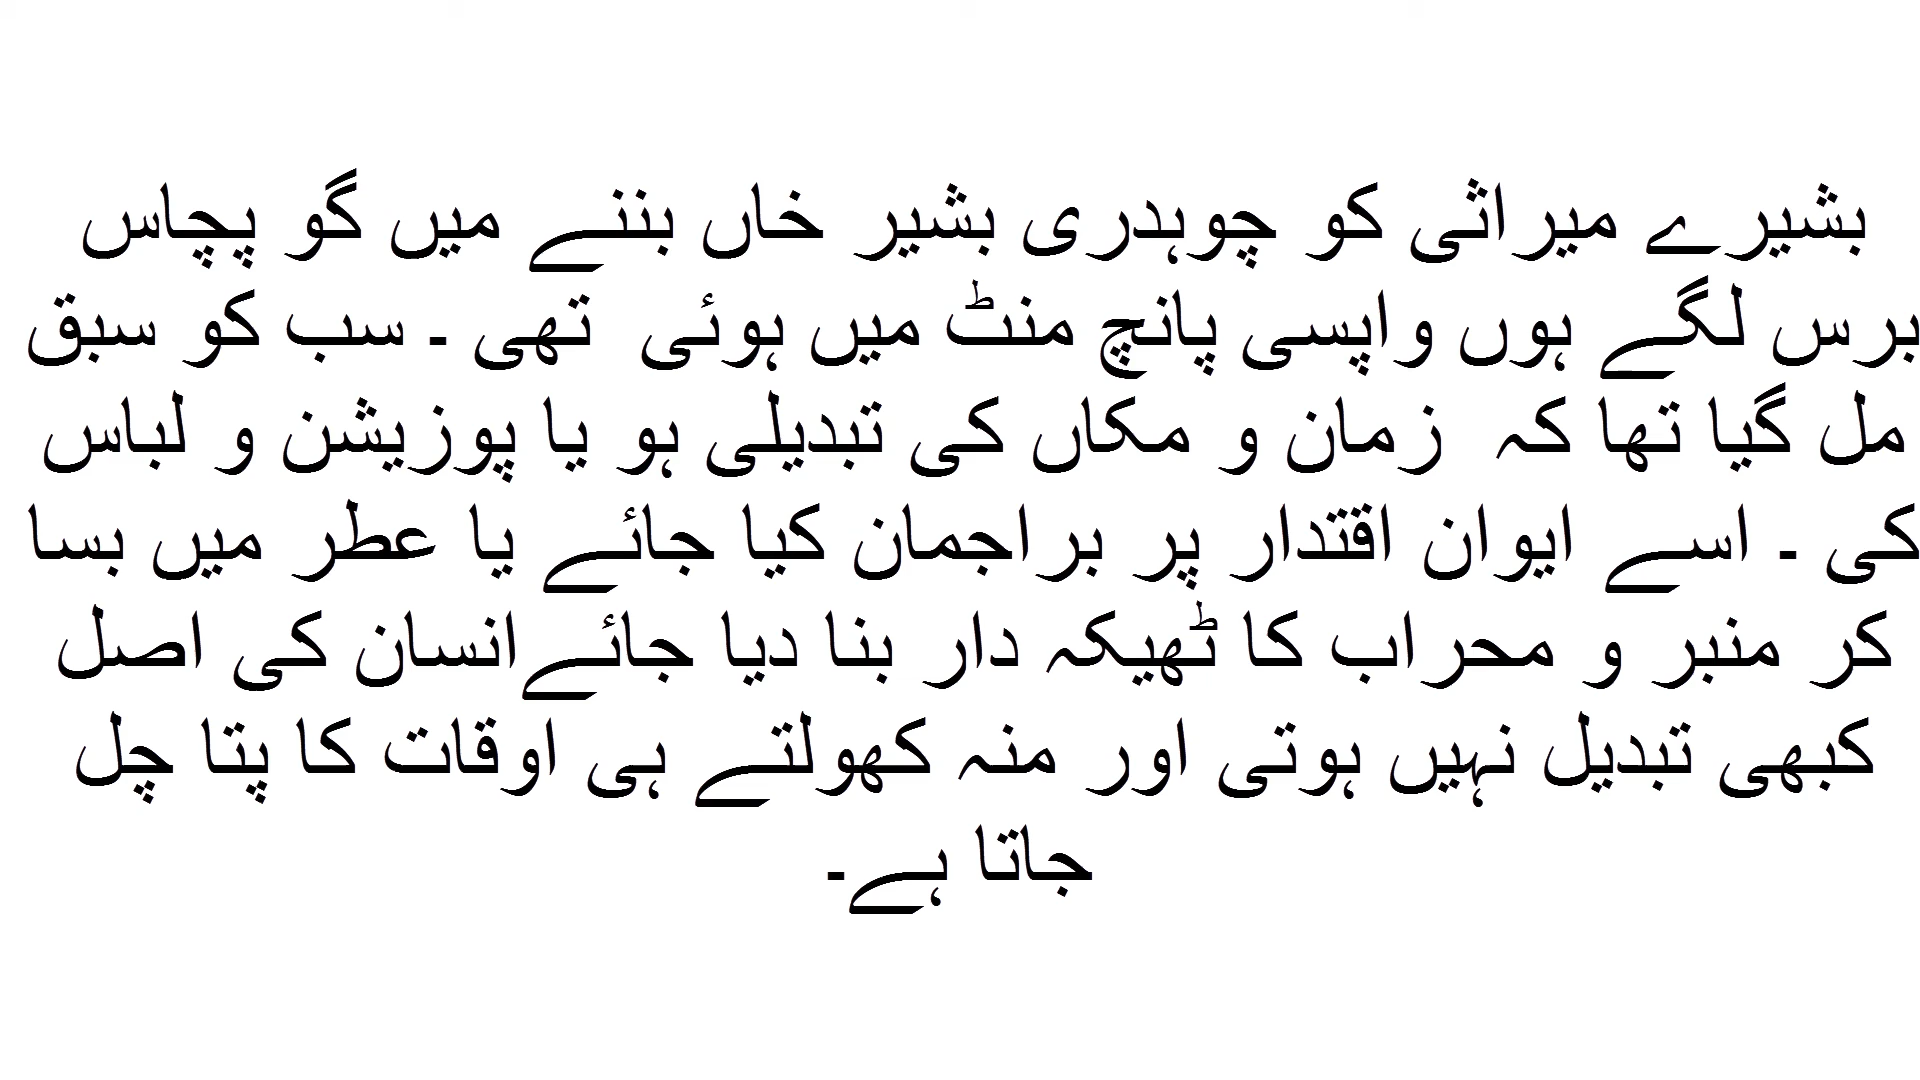 بشیرے میراثی کو چوہدری بشیر خاں بننے میں گو پچاس
برس لگے ہوں واپسی پانچ منٹ میں ہوئی تھی ۔ سب کو سبق
مل گیا تھا کہ زمان و مکاں کی تبدیلی ہو یا پوزیشن و لباس
کی ۔ اسے ایوان اقتدار پر براجمان کیا جائے یا عطر میں بسا
کر منبر و محراب کا ٹھیکہ دار بنا دیا جائےانسان کی اصل
کبھی تبدیل نہیں ہوتی اور منہ کھولتے ہی اوقات کا پتا چل
جاتا ہے۔